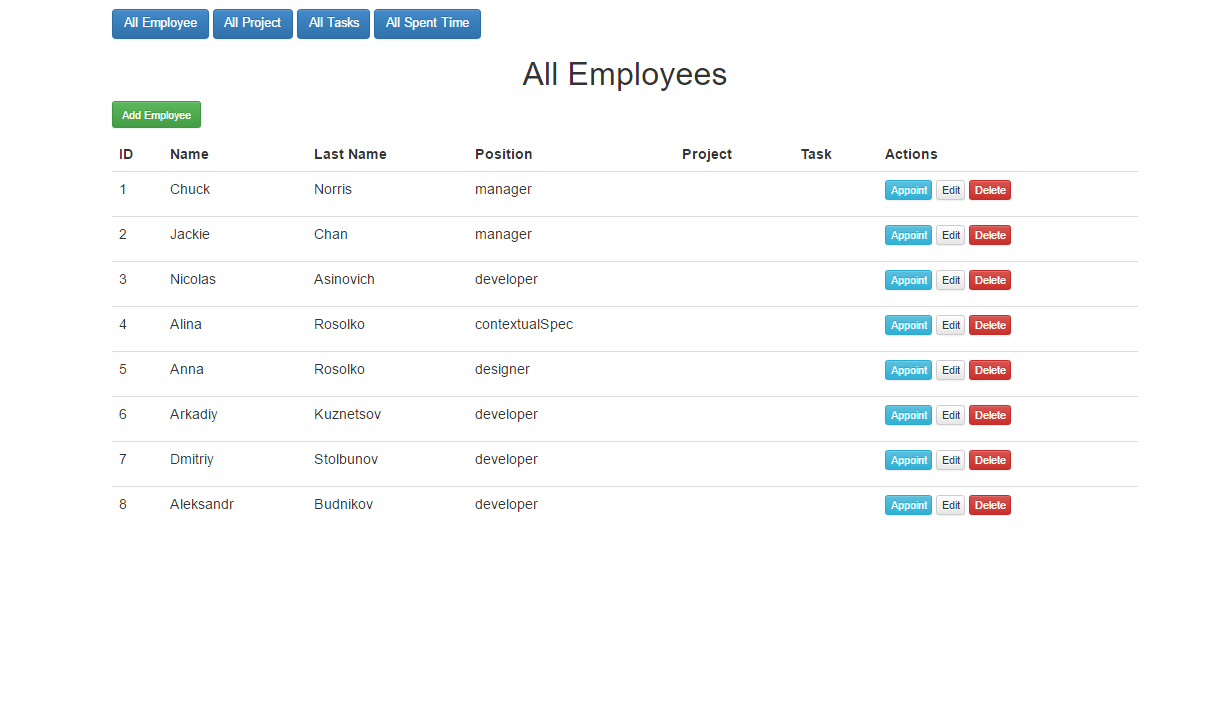 All Employee All Project All Tasks All Spent Time
All Employees
Add Employee
ID Name Last Name Position Project Task Actions
1 Chuck Norris manager Appoint Edit Delete
2 Jackie Chan manager Appoint Edit Delete
3 Nicolas Asinovich developer Appoint Edit Delete
4 Alina Rosolko contextualSpec Appoint Edit Delete
5 Anna Rosolko designer Appoint Edit Delete
6 Arkadiy Kuznetsov developer Appoint Edit Delete
7 Dmitriy Stolbunov developer Appoint Edit Delete
8 Aleksandr Budnikov developer Appoint Edit Delete